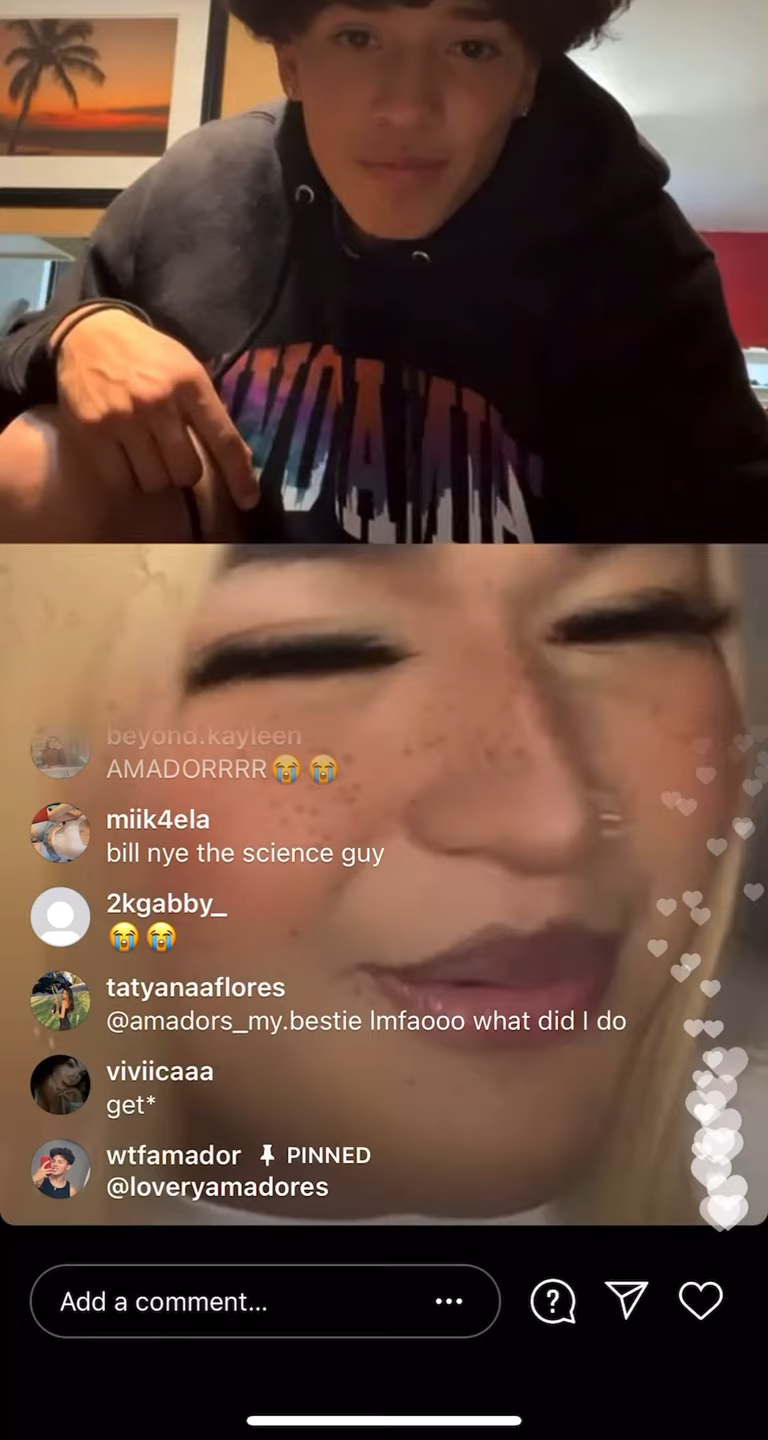 beyond.kayleen
AMADORRRR😭😭
miik4ela
bill nye the science guy
2kgabby_
😭😭
tatyanaaflores
@amadors_my.bestie lmfaooo what did I do
viviicaaa
get*
wtfamador PINNED
@loveryamadores
Add a comment...